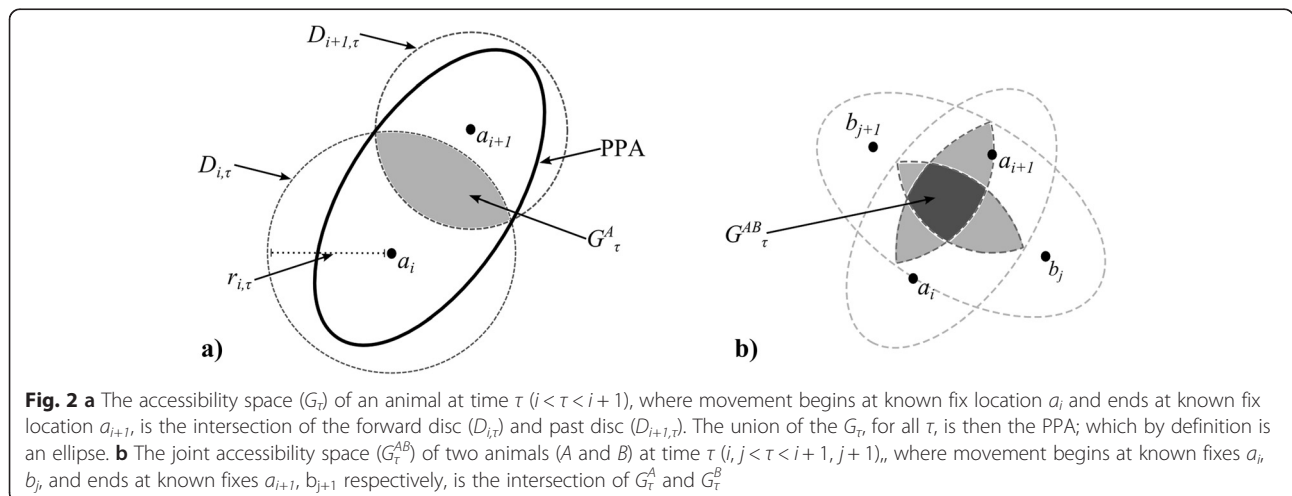 D_{i+1,τ}
D_{i,τ}
a_{i+1}
PPA
G^A_τ
a_i
r_{i,τ}
a)
b_{j+1}
a_{i+1}
G^{AB}_τ
b_j
a_i
b)
Fig. 2 a The accessibility space (G_τ) of an animal at time τ (i < τ < i + 1), where movement begins at known fix location a_i and ends at known fix
location a_{i+1}, is the intersection of the forward disc (D_{i,τ}) and past disc (D_{i+1,τ}). The union of the G_τ, for all τ, is then the PPA; which by definition is
an ellipse. b The joint accessibility space (G_τ^{AB}) of two animals (A and B) at time τ (i, j < τ < i + 1, j + 1),, where movement begins at known fixes a_i,
b_j, and ends at known fixes a_{i+1}, b_{j+1} respectively, is the intersection of G_τ^A and G_τ^B